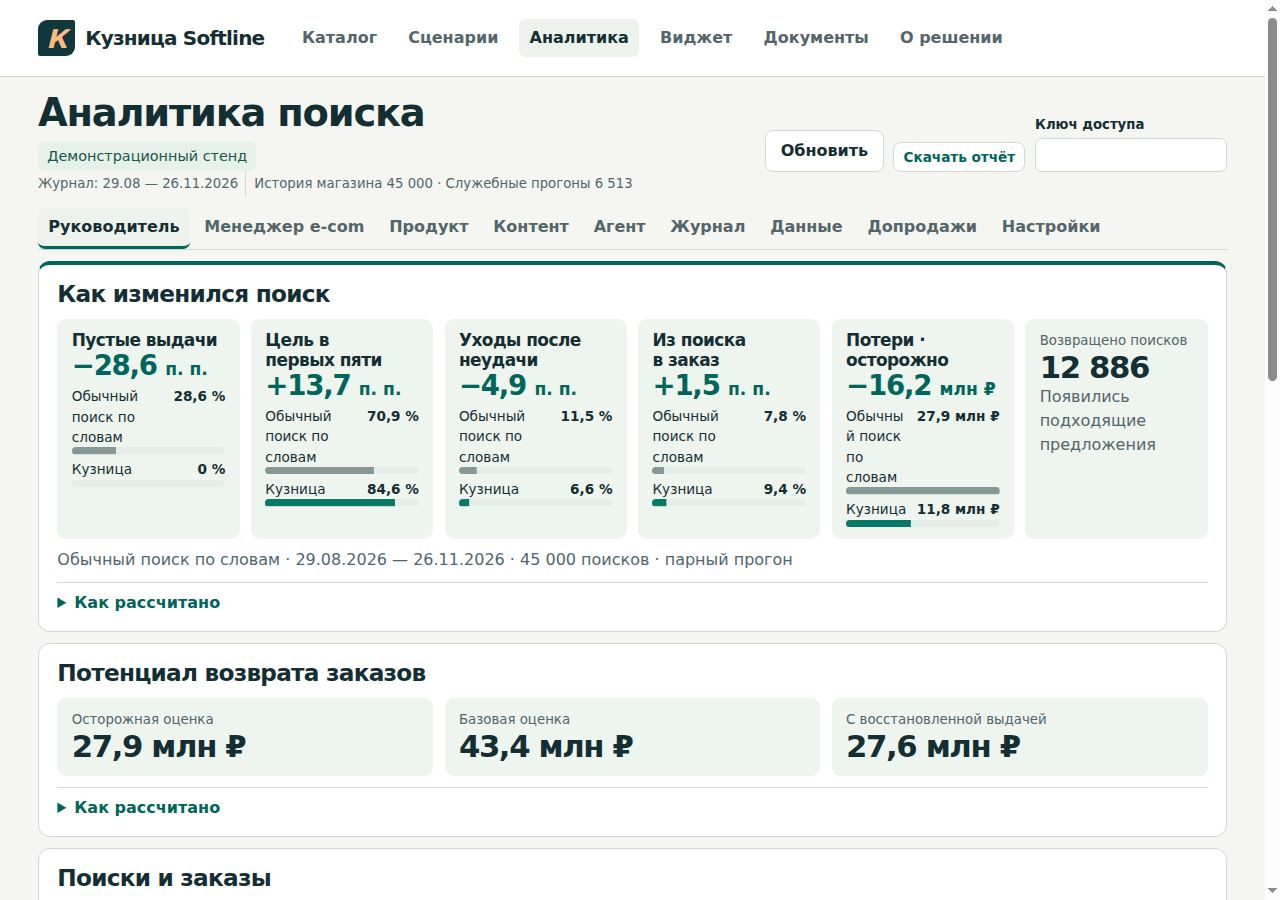 К Кузница Softline Каталог Сценарии Аналитика Виджет Документы О решении
Аналитика поиска
Демонстрационный стенд
Журнал: 29.08 — 26.11.2026 История магазина 45 000 · Служебные прогоны 6 513
Обновить
Скачать отчёт
Ключ доступа
Руководитель Менеджер e-com Продукт Контент Агент Журнал Данные Допродажи Настройки
Как изменился поиск
Пустые выдачи
−28,6 п. п.
Обычный поиск по словам 28,6 %
Кузница 0 %
Цель в
первых пяти
+13,7 п. п.
Обычный поиск по словам 70,9 %
Кузница 84,6 %
Уходы после
неудачи
−4,9 п. п.
Обычный поиск по словам 11,5 %
Кузница 6,6 %
Из поиска
в заказ
+1,5 п. п.
Обычный поиск по словам 7,8 %
Кузница 9,4 %
Потери ·
осторожно
−16,2 млн ₽
Обычный поиск по словам 27,9 млн ₽
Кузница 11,8 млн ₽
Возвращено поисков
12 886
Появились
подходящие
предложения
Обычный поиск по словам · 29.08.2026 — 26.11.2026 · 45 000 поисков · парный прогон
Как рассчитано
Потенциал возврата заказов
Осторожная оценка
27,9 млн ₽
Базовая оценка
43,4 млн ₽
С восстановленной выдачей
27,6 млн ₽
Как рассчитано
Поиски и заказы